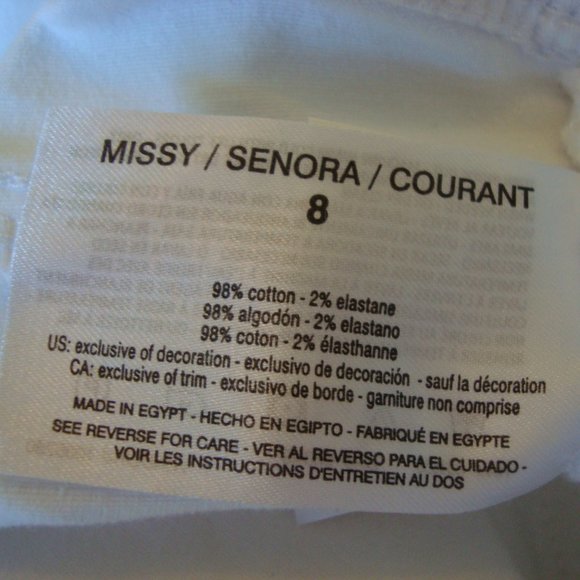 MISSY / SENORA / COURANT
8
98% cotton - 2% elastane
98% algodón - 2% elastano
98% coton - 2% élasthanne
US: exclusive of decoration - exclusivo de decoración - sauf la décoration
CA: exclusive of trim - exclusivo de borde - garniture non comprise
MADE IN EGYPT - HECHO EN EGIPTO - FABRIQUÉ EN EGYPTE
SEE REVERSE FOR CARE - VER AL REVERSO PARA EL CUIDADO -
VOIR LES INSTRUCTIONS D'ENTRETIEN AU DOS